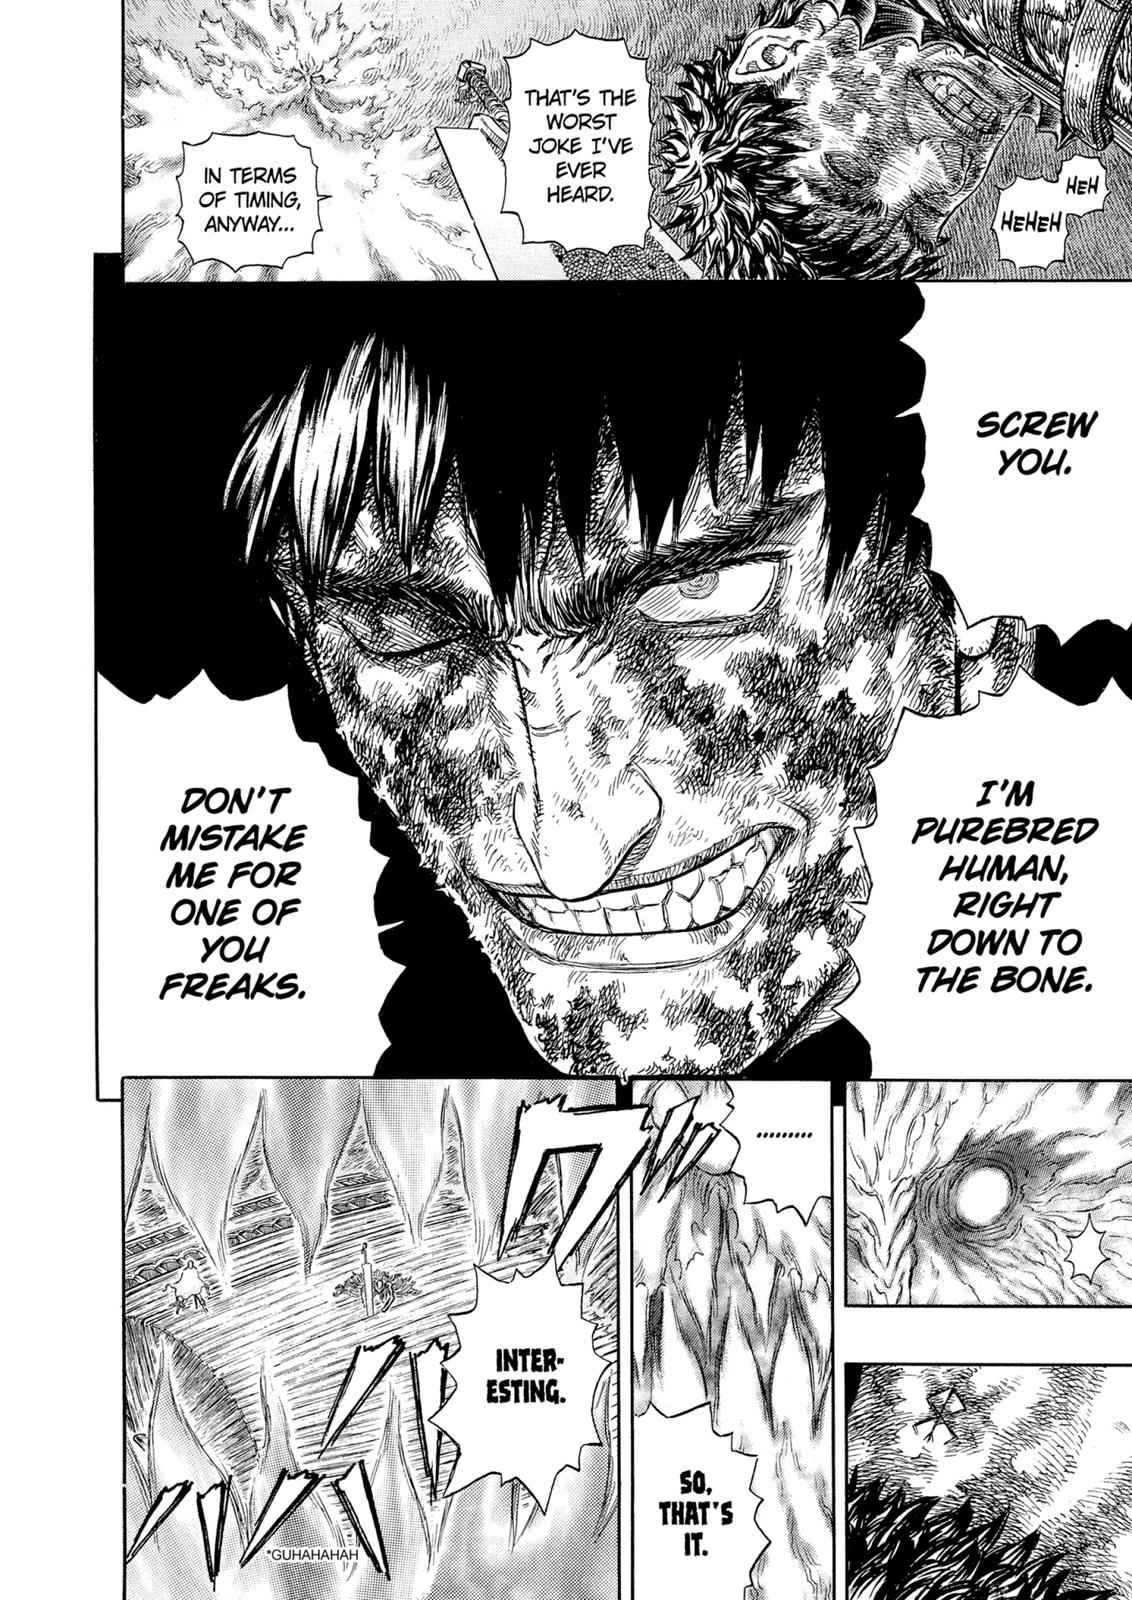 HEH
HEHEH
THAT'S THE
WORST
JOKE I'VE
EVER
HEARD.
IN TERMS
OF TIMING,
ANYWAY...
SCREW
YOU.
I'M
PUREBRED
HUMAN,
RIGHT
DOWN TO
THE BONE.
DON'T
MISTAKE
ME FOR
ONE OF
YOU
FREAKS.
..........
SO,
THAT'S
IT.
INTER-
ESTING.
*GUHAHAHAH